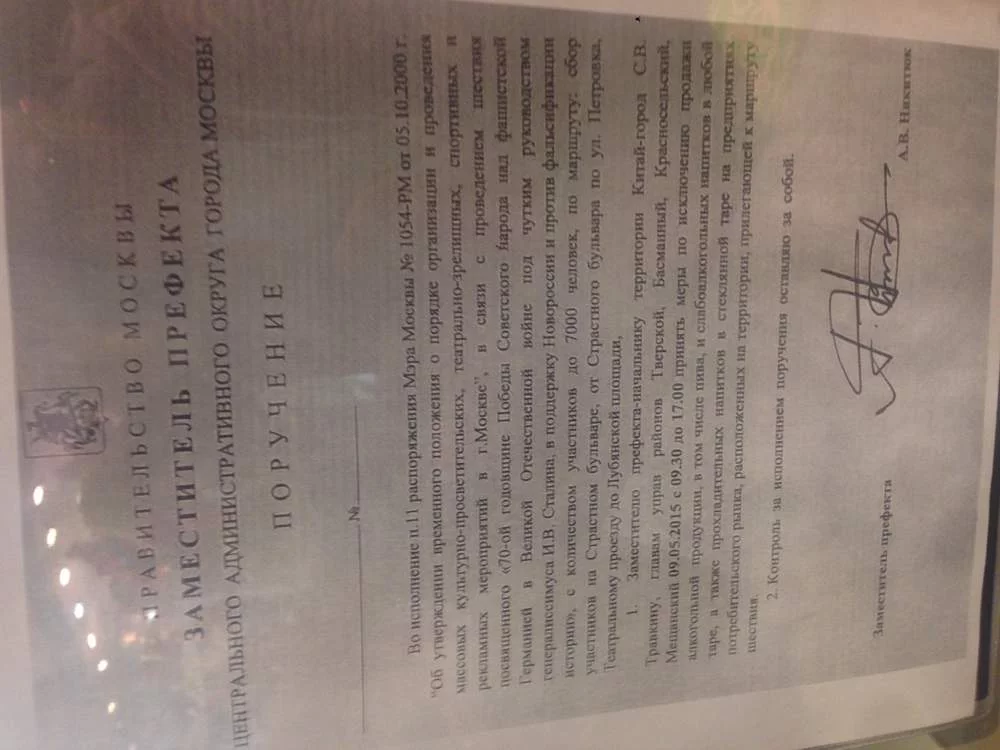 ПРАВИТЕЛЬСТВО МОСКВЫ
ЗАМЕСТИТЕЛЬ ПРЕФЕКТА
ЦЕНТРАЛЬНОГО АДМИНИСТРАТИВНОГО ОКРУГА ГОРОДА МОСКВЫ
ПОРУЧЕНИЕ
№
Во исполнение п.11 распоряжения Мэра Москвы № 1054-РМ от 05.10.2000 г.
"Об утверждении временного положения о порядке организации и проведения
массовых культурно-просветительских, театрально-зрелищных, спортивных и
рекламных мероприятий в г.Москве", в связи с проведением шествия
посвященного «70-ой годовщине Победы Советского народа над фашистской
Германией в Великой Отечественной войне под чутким руководством
генералиссимуса И.В. Сталина, в поддержку Новороссии и против фальсификации
истории», с количеством участников до 7000 человек, по маршруту: сбор
участников на Страстном бульваре, от Страстного бульвара по ул. Петровка,
Театральному проезду до Лубянской площади,
1. Заместителю префекта-начальнику территории Китай-город С.В.
Травкину, главам управ районов Тверской, Басманный, Красносельский,
Мещанский 09.05.2015 с 09.30 до 17.00 принять меры по исключению продажи
алкогольной продукции, в том числе пива, и слабоалкогольных напитков в любой
таре, а также прохладительных напитков в стеклянной таре на предприятиях
потребительского рынка, расположенных на территории, прилегающей к маршруту
шествия.
2. Контроль за исполнением поручения оставляю за собой.
Заместитель префекта А.В. Никитюк